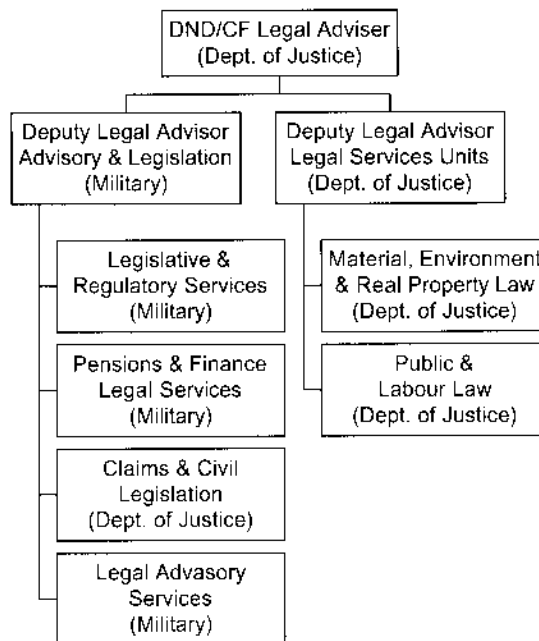 DND/CF Legal Adviser
(Dept. of Justice)
Deputy Legal Advisor
Advisory & Legislation
(Military)
Deputy Legal Advisor
Legal Services Units
(Dept. of Justice)
Legislative &
Regulatory Services
(Military)
Pensions & Finance
Legal Services
(Military)
Claims & Civil
Legislation
(Dept. of Justice)
Legal Advasory
Services
(Military)
Material, Environment
& Real Property Law
(Dept. of Justice)
Public &
Labour Law
(Dept. of Justice)